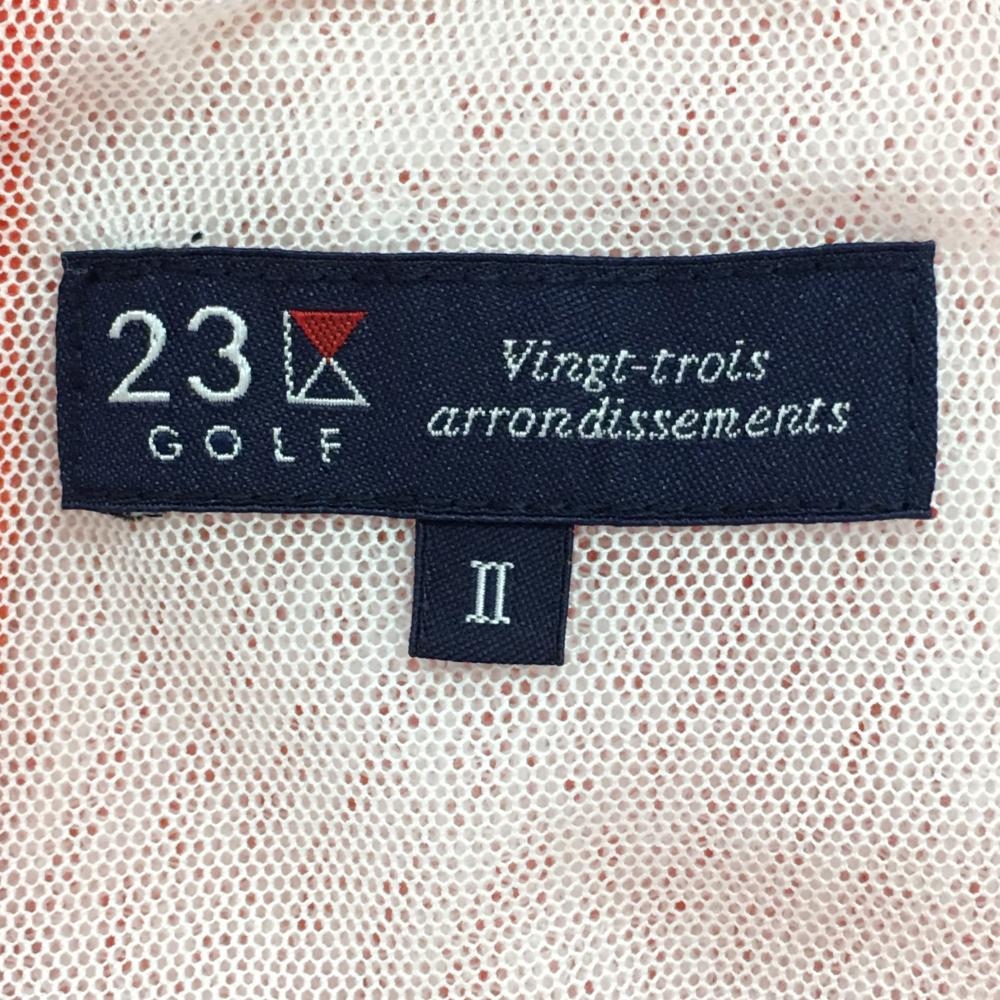 23
GOLF
Vingt-trois
arrondissements
II